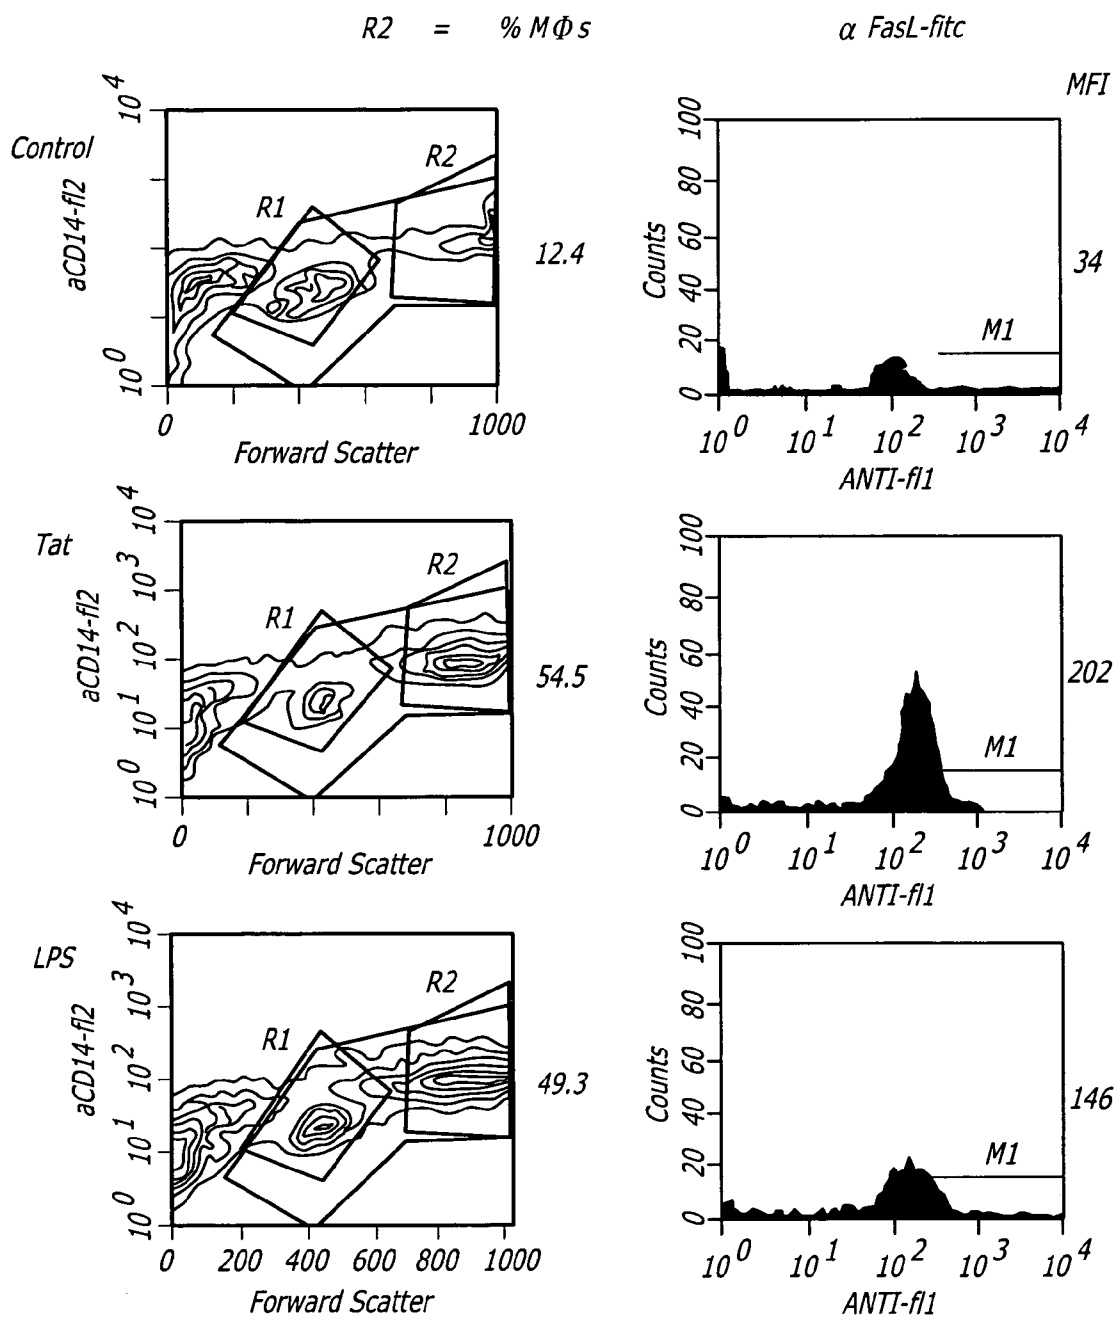 R2 = % MΦs
α FasL-fitc
MFI
Control
aCD14-fl2
10^4
10^0
R1
R2
0
1000
Forward Scatter
12.4
Counts
100
80
60
40
20
0
M1
10^0 10^1 10^2 10^3 10^4
ANTI-fl1
34
Tat
aCD14-fl2
10^4
10^3
10^2
10^1
10^0
R1
R2
0
1000
Forward Scatter
54.5
Counts
100
80
60
40
20
0
M1
10^0 10^1 10^2 10^3 10^4
ANTI-fl1
202
LPS
aCD14-fl2
10^4
10^3
10^2
10^1
10^0
R1
R2
0 200 400 600 800 1000
Forward Scatter
49.3
Counts
100
80
60
40
20
0
M1
10^0 10^1 10^2 10^3 10^4
ANTI-fl1
146